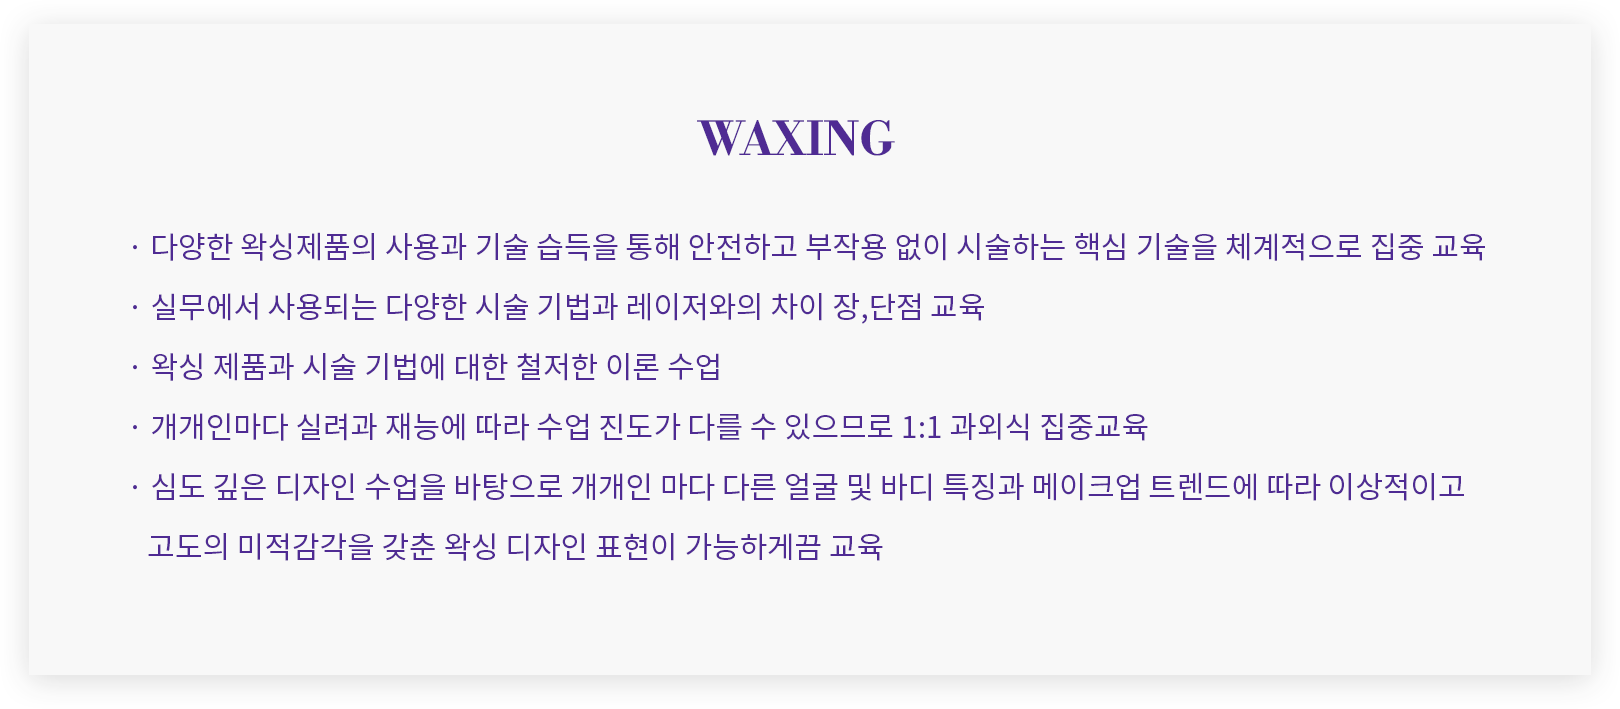 WAXING
· 다양한 왁싱제품의 사용과 기술 습득을 통해 안전하고 부작용 없이 시술하는 핵심 기술을 체계적으로 집중 교육
· 실무에서 사용되는 다양한 시술 기법과 레이저와의 차이 장,단점 교육
· 왁싱 제품과 시술 기법에 대한 철저한 이론 수업
· 개개인마다 실려과 재능에 따라 수업 진도가 다를 수 있으므로 1:1 과외식 집중교육
· 심도 깊은 디자인 수업을 바탕으로 개개인 마다 다른 얼굴 및 바디 특징과 메이크업 트렌드에 따라 이상적이고
고도의 미적감각을 갖춘 왁싱 디자인 표현이 가능하게끔 교육